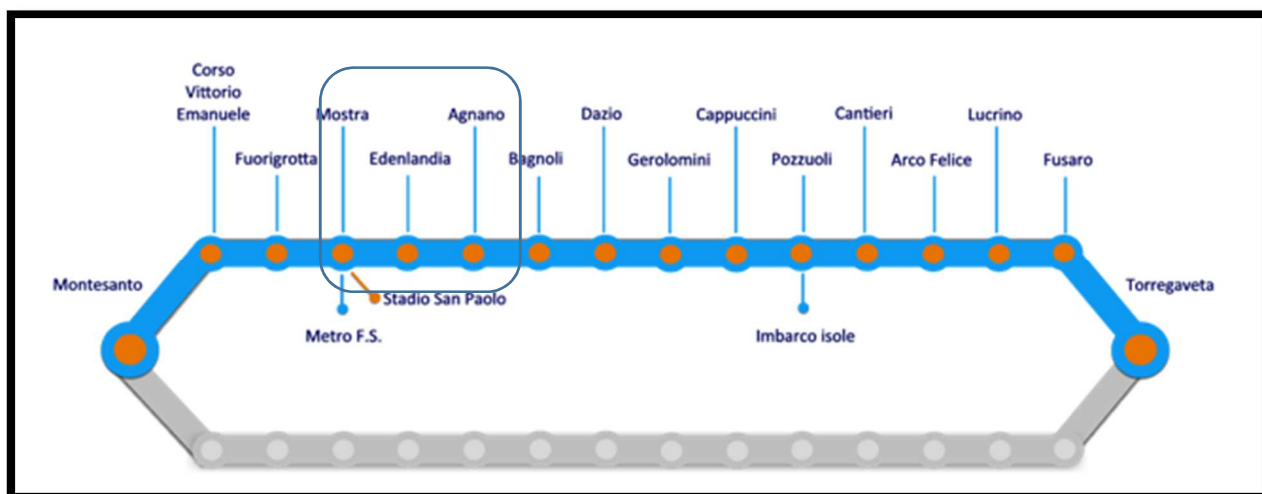 Corso
Vittorio
Emanuele
Mostra
Agnano
Dazio
Cappuccini
Cantieri
Lucrino
Fuorigrotta
Edenlandia
Bagnoli
Gerolomini
Pozzuoli
Arco Felice
Fusaro
Montesanto
Torregaveta
Stadio San Paolo
Metro F.S.
Imbarco isole